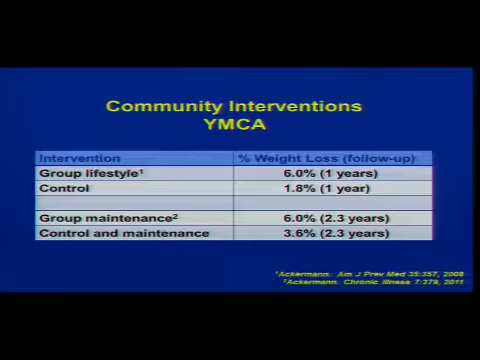 Community Interventions
YMCA
Intervention % Weight Loss (follow-up)
Group lifestyle¹ 6.0% (1 years)
Control 1.8% (1 year)
Group maintenance² 6.0% (2.3 years)
Control and maintenance 3.6% (2.3 years)
¹Ackermann. Am J Prev Med 35:357, 2008
²Ackermann. Chronic Illness 7:279, 2011